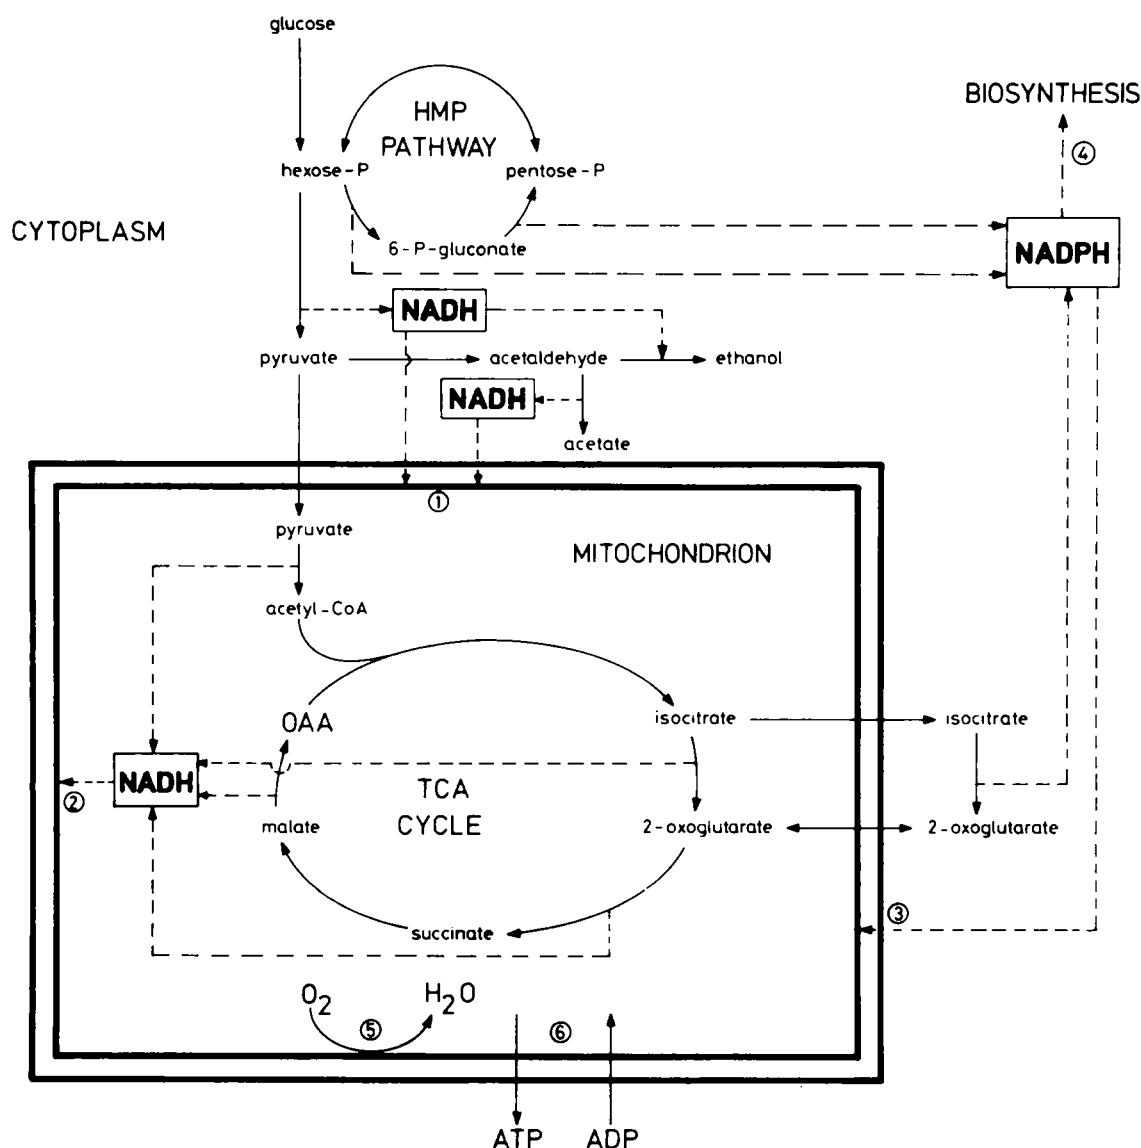 glucose
HMP
PATHWAY
BIOSYNTHESIS
④
hexose-P
pentose-P
CYTOPLASM
6-P-gluconate
NADPH
NADH
pyruvate
acetaldehyde
ethanol
NADH
acetate
①
pyruvate
MITOCHONDRION
acetyl-CoA
OAA
isocitrate
isocitrate
NADH
②
TCA
CYCLE
malate
2-oxoglutarate
2-oxoglutarate
③
succinate
O2
H2O
⑤
⑥
ATP
ADP